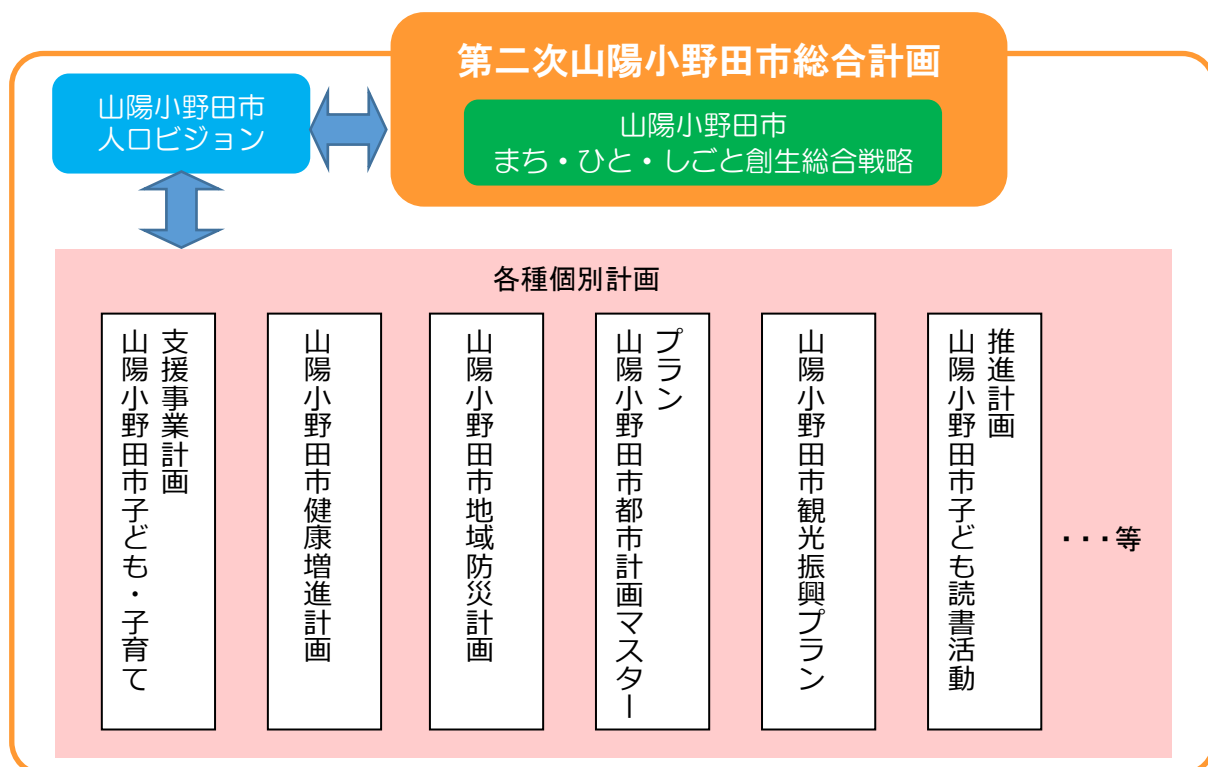 第二次山陽小野田市総合計画
山陽小野田市
まち・ひと・しごと創生総合戦略
山陽小野田市
人口ビジョン
各種個別計画
山陽小野田市子ども・子育て
支援事業計画
山陽小野田市健康増進計画
山陽小野田市地域防災計画
プラン
山陽小野田市都市計画マスター
山陽小野田市観光振興プラン
推進計画
山陽小野田市子ども読書活動
・・・等